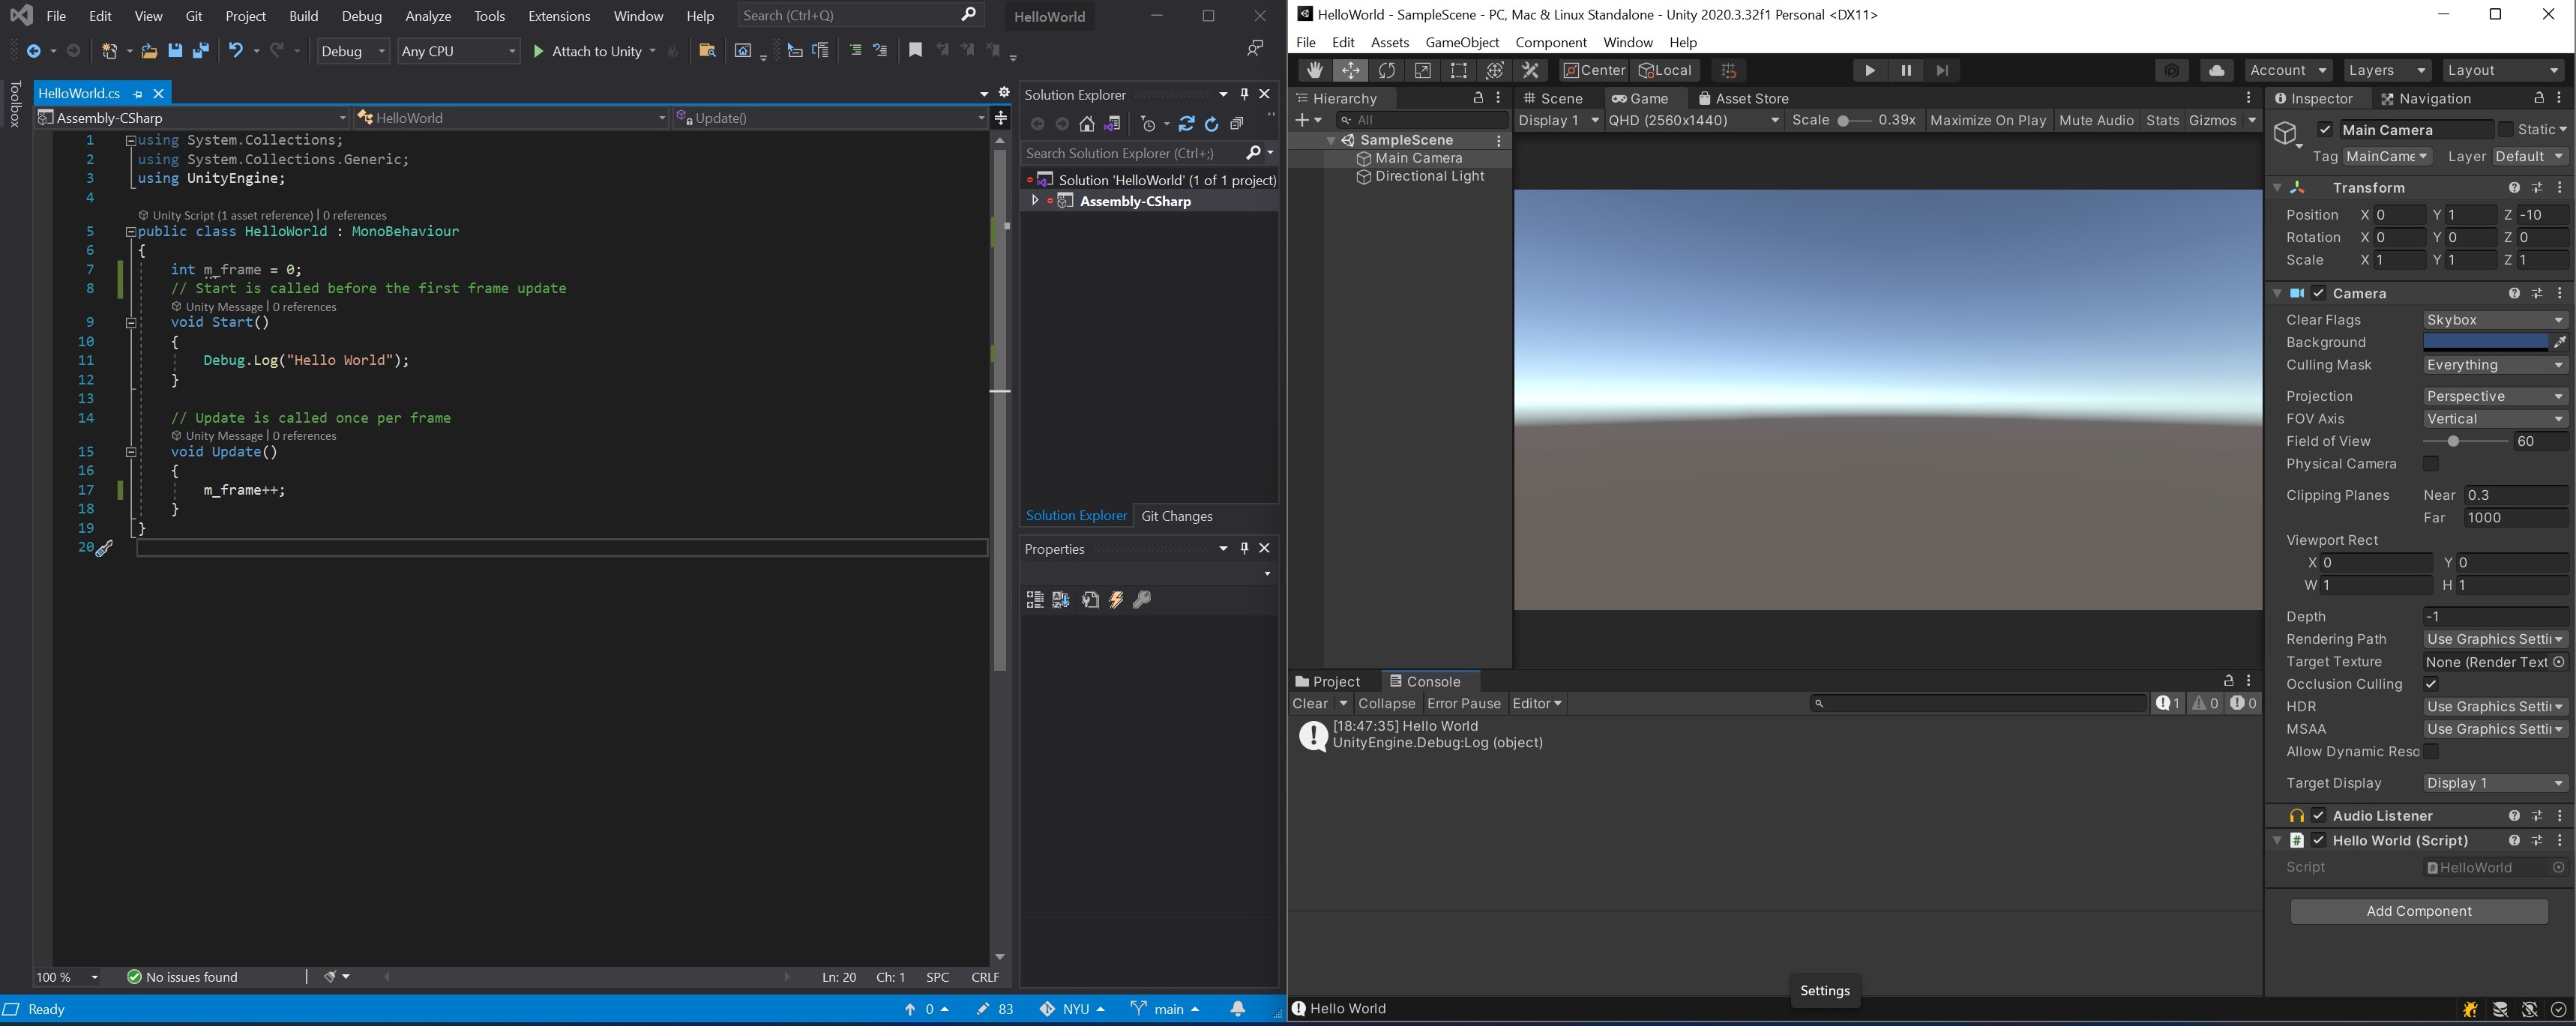 File Edit View Git Project Build Debug Analyze Tools Extensions Window Help Search (Ctrl+Q) HelloWorld
Debug Any CPU Attach to Unity
Toolbox
HelloWorld.cs
Assembly-CSharp HelloWorld Update()
1 using System.Collections;
2 using System.Collections.Generic;
3 using UnityEngine;
4
Unity Script (1 asset reference) | 0 references
5 public class HelloWorld : MonoBehaviour
6 {
7 int m_frame = 0;
8 // Start is called before the first frame update
Unity Message | 0 references
9 void Start()
10 {
11 Debug.Log("Hello World");
12 }
13
14 // Update is called once per frame
Unity Message | 0 references
15 void Update()
16 {
17 m_frame++;
18 }
19 }
20
100 % No issues found Ln: 20 Ch: 1 SPC CRLF
Ready 0 83 NYU main
Solution Explorer
Search Solution Explorer (Ctrl+;)
Solution 'HelloWorld' (1 of 1 project)
Assembly-CSharp
Solution Explorer Git Changes
Properties
HelloWorld - SampleScene - PC, Mac & Linux Standalone - Unity 2020.3.32f1 Personal <DX11>
File Edit Assets GameObject Component Window Help
Center Local Account Layers Layout
Hierarchy
All
SampleScene
Main Camera
Directional Light
Scene Game Asset Store
Display 1 QHD (2560x1440) Scale 0.39x Maximize On Play Mute Audio Stats Gizmos
Project Console
Clear Collapse Error Pause Editor 1 0 0
[18:47:35] Hello World
UnityEngine.Debug:Log (object)
Settings
Hello World
Inspector Navigation
Main Camera Static
Tag MainCame Layer Default
Transform
Position X 0 Y 1 Z -10
Rotation X 0 Y 0 Z 0
Scale X 1 Y 1 Z 1
Camera
Clear Flags Skybox
Background
Culling Mask Everything
Projection Perspective
FOV Axis Vertical
Field of View 60
Physical Camera
Clipping Planes Near 0.3
Far 1000
Viewport Rect
X 0 Y 0
W 1 H 1
Depth -1
Rendering Path Use Graphics Setti
Target Texture None (Render Text
Occlusion Culling
HDR Use Graphics Setti
MSAA Use Graphics Setti
Allow Dynamic Reso
Target Display Display 1
Audio Listener
Hello World (Script)
Script HelloWorld
Add Component